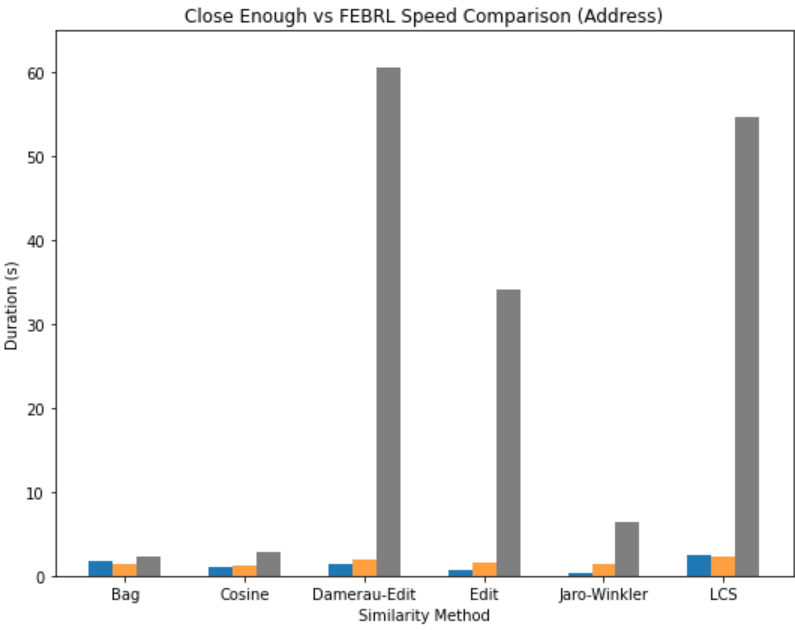 Close Enough vs FEBRL Speed Comparison (Address)
60
50
40
30
20
10
0
Duration (s)
Bag Cosine Damerau-Edit Edit Jaro-Winkler LCS
Similarity Method